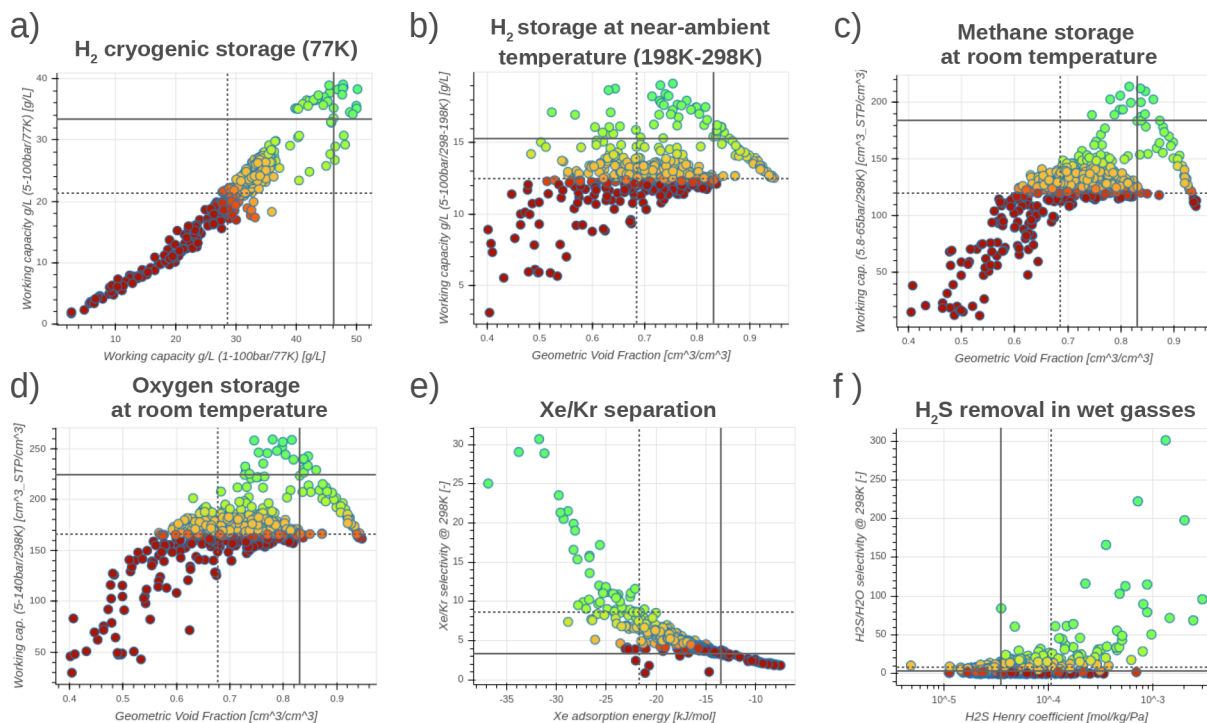 a)
H2 cryogenic storage (77K)
Working capacity g/L (5-100bar/77K) [g/L]
40
30
20
10
0
10
20
30
40
50
Working capacity g/L (1-100bar/77K) [g/L]
b)
H2 storage at near-ambient
temperature (198K-298K)
Working capacity g/L (5-100bar/298-198K) [g/L]
15
10
5
0.4
0.5
0.6
0.7
0.8
0.9
Geometric Void Fraction [cm^3/cm^3]
c)
Methane storage
at room temperature
Working cap. (5.8-65bar/298K) [cm^3_STP/cm^3]
200
150
100
50
0.4
0.5
0.6
0.7
0.8
0.9
Geometric Void Fraction [cm^3/cm^3]
d)
Oxygen storage
at room temperature
Working cap. (5-140bar/298K) [cm^3_STP/cm^3]
250
200
150
100
50
0.4
0.5
0.6
0.7
0.8
0.9
Geometric Void Fraction [cm^3/cm^3]
e)
Xe/Kr separation
Xe/Kr selectivity @ 298K [-]
30
25
20
15
10
5
0
-35
-30
-25
-20
-15
-10
Xe adsorption energy [kJ/mol]
f)
H2S removal in wet gasses
H2S/H2O selectivity @ 298K [-]
300
250
200
150
100
50
0
10^-5
10^-4
10^-3
H2S Henry coefficient [mol/kg/Pa]